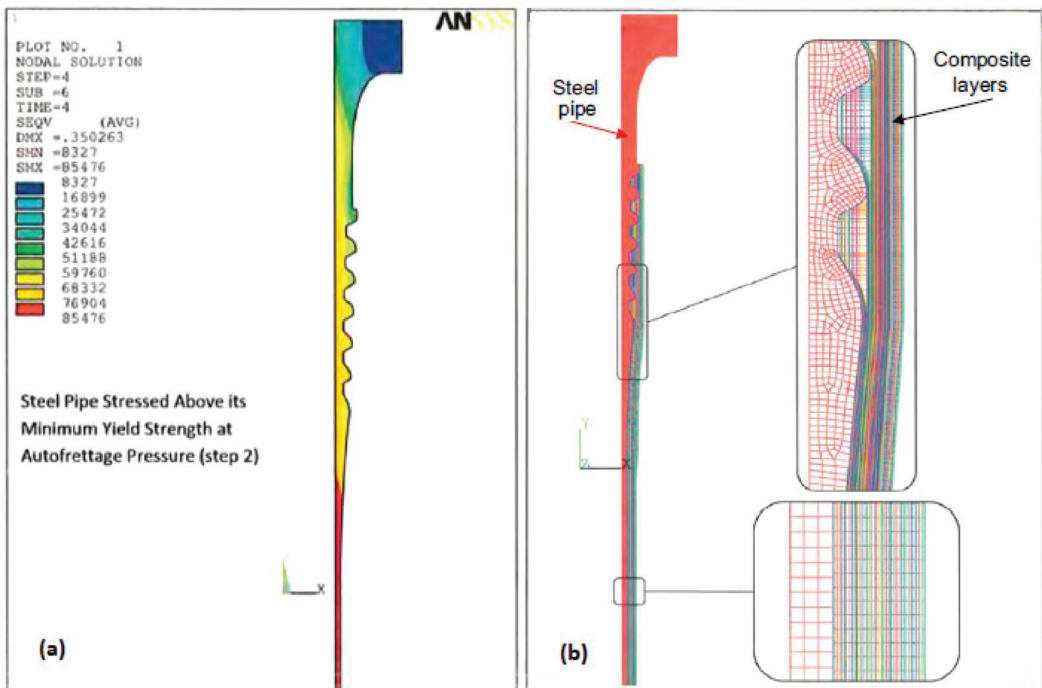 1
ANSYS
PLOT NO. 1
NODAL SOLUTION
STEP=4
SUB =6
TIME=4
SEQV (AVG)
DMX =.350263
SMN =8327
SMX =85476
8327
16899
25472
34044
42616
51188
59760
68332
76904
85476
Steel Pipe Stressed Above its
Minimum Yield Strength at
Autofrettage Pressure (step 2)
X
(a)
Steel
pipe
Composite
layers
Y
Z
X
(b)